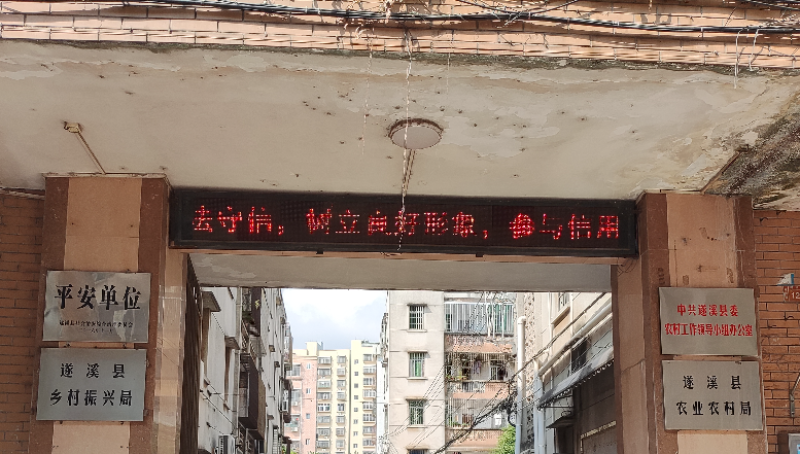 去守信，树立良好形象，参与信用
平安单位
遂溪县
乡村振兴局
中共遂溪县委
农村工作领导小组办公室
遂溪县
农业农村局